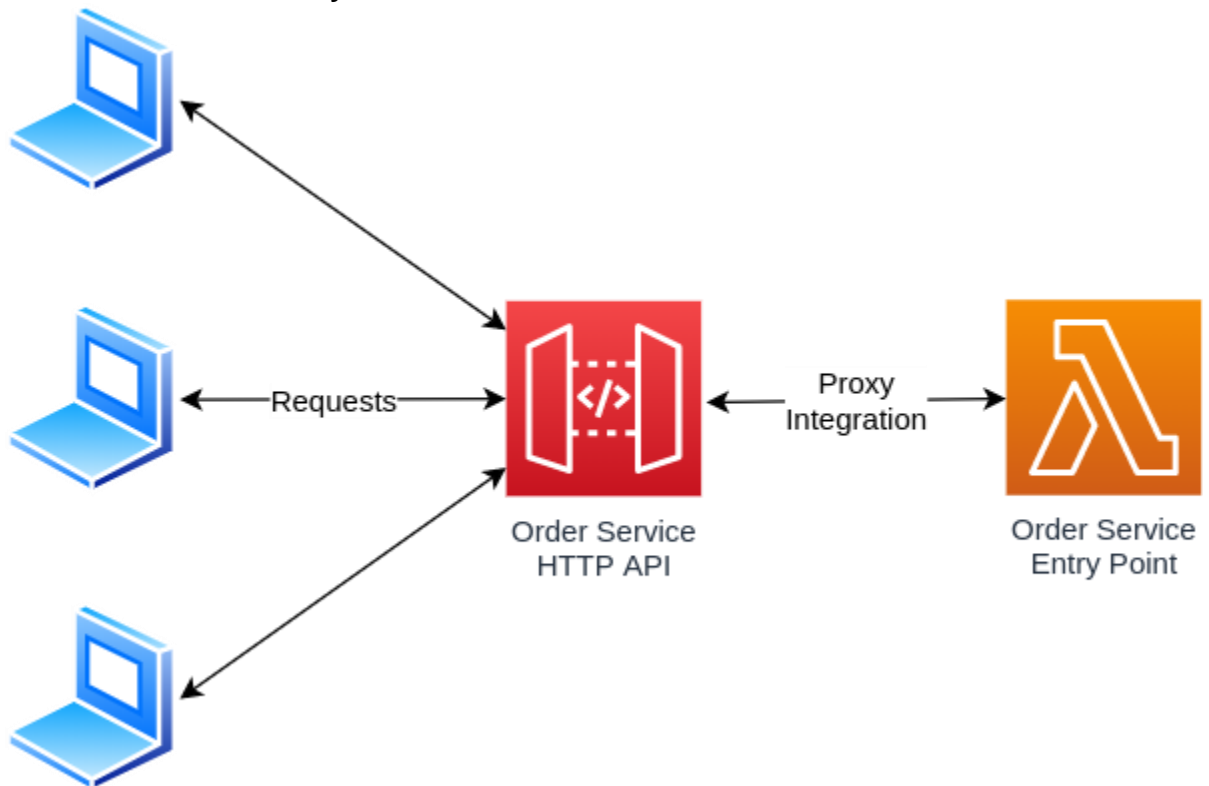 Requests
</>
Proxy
Integration
Order Service
HTTP API
Order Service
Entry Point